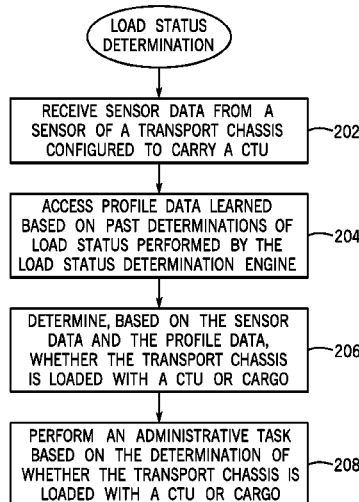 LOAD STATUS
DETERMINATION
RECEIVE SENSOR DATA FROM A
SENSOR OF A TRANSPORT CHASSIS
CONFIGURED TO CARRY A CTU
202
ACCESS PROFILE DATA LEARNED
BASED ON PAST DETERMINATIONS OF
LOAD STATUS PERFORMED BY THE
LOAD STATUS DETERMINATION ENGINE
204
DETERMINE, BASED ON THE SENSOR
DATA AND THE PROFILE DATA,
WHETHER THE TRANSPORT CHASSIS
IS LOADED WITH A CTU OR CARGO
206
PERFORM AN ADMINISTRATIVE TASK
BASED ON THE DETERMINATION OF
WHETHER THE TRANSPORT CHASSIS IS
LOADED WITH A CTU OR CARGO
208